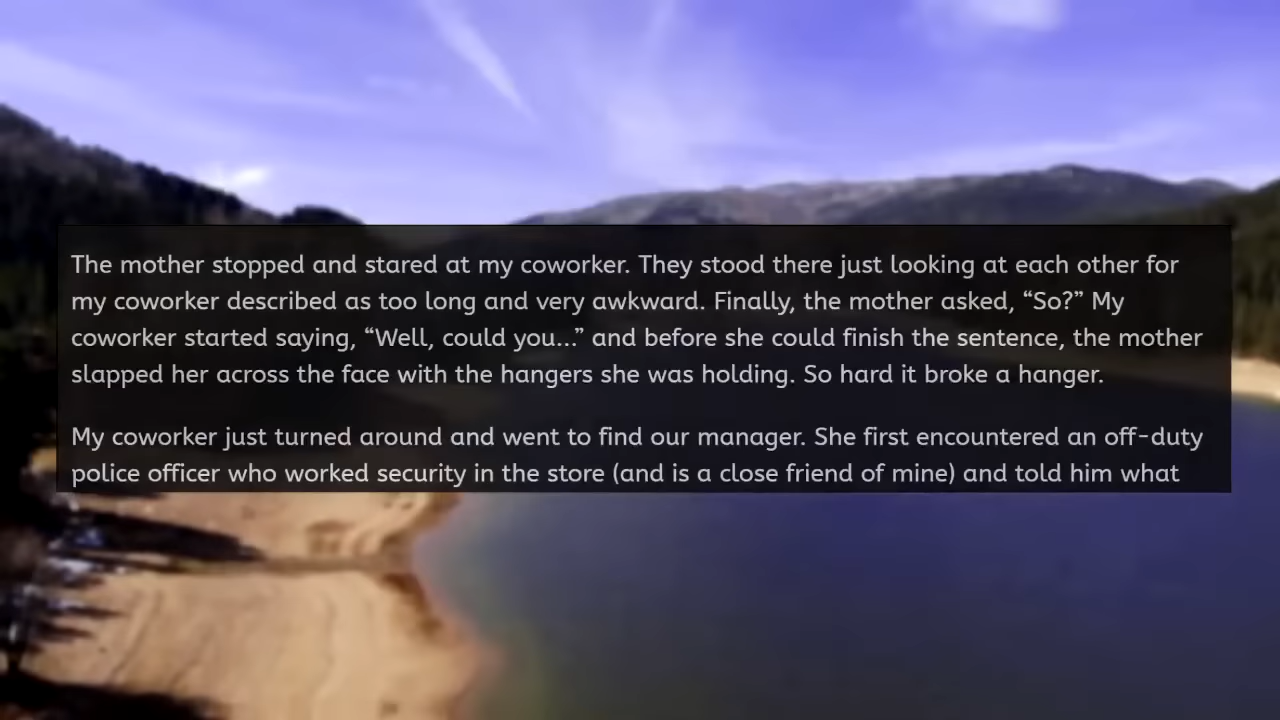 The mother stopped and stared at my coworker. They stood there just looking at each other for
my coworker described as too long and very awkward. Finally, the mother asked, “So?” My
coworker started saying, “Well, could you...” and before she could finish the sentence, the mother
slapped her across the face with the hangers she was holding. So hard it broke a hanger.
My coworker just turned around and went to find our manager. She first encountered an off-duty
police officer who worked security in the store (and is a close friend of mine) and told him what